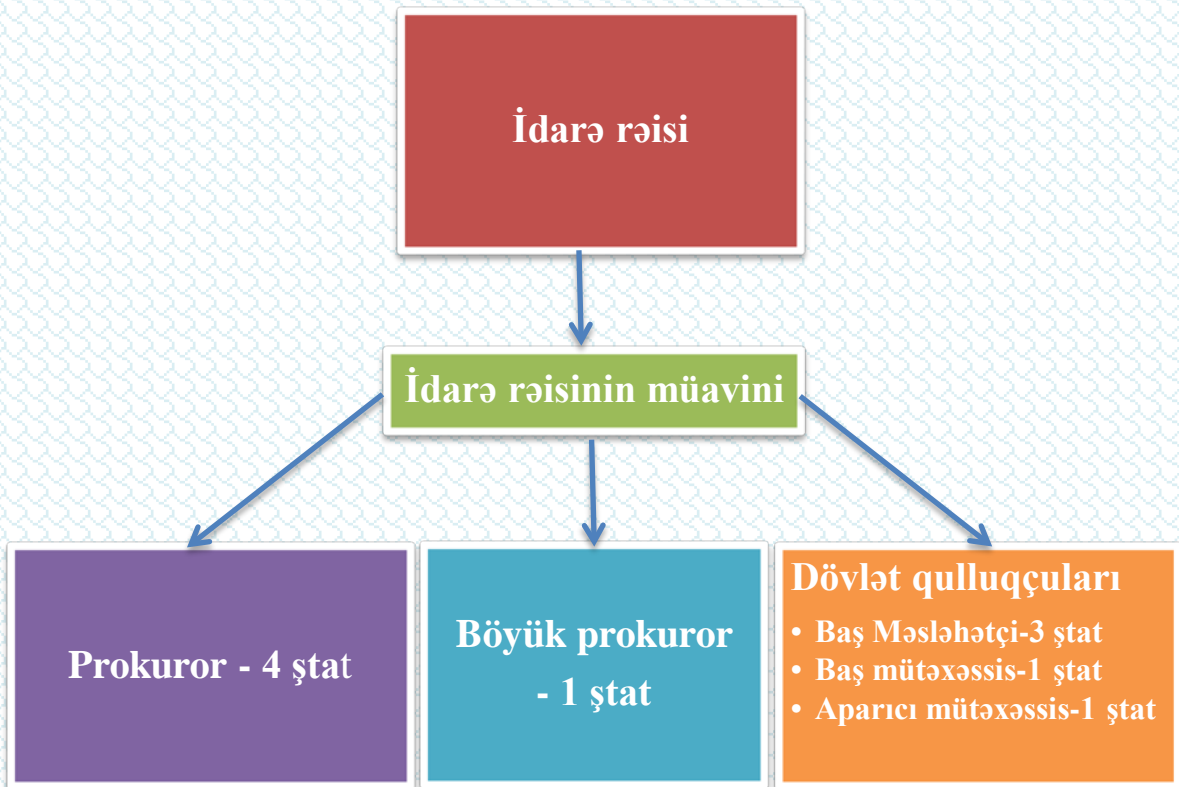 İdarə rəisi
İdarə rəisinin müavini
Prokuror - 4 ştat
Böyük prokuror
- 1 ştat
Dövlət qulluqçuları
• Baş Məsləhətçi-3 ştat
• Baş mütəxəssis-1 ştat
• Aparıcı mütəxəssis-1 ştat